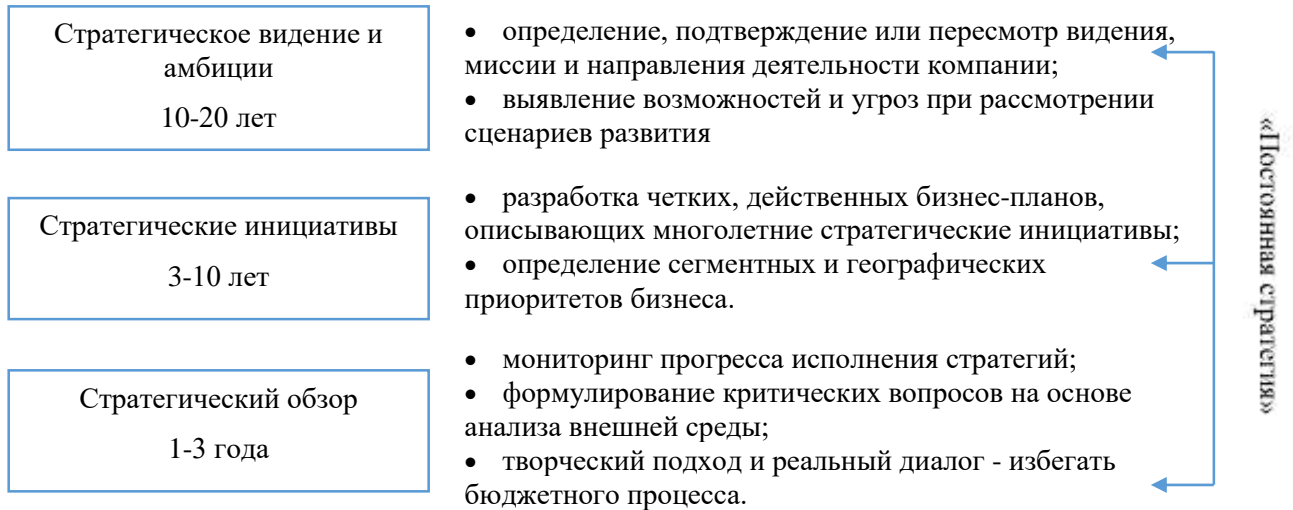 Стратегическое видение и
амбиции
10-20 лет
• определение, подтверждение или пересмотр видения,
миссии и направления деятельности компании;
• выявление возможностей и угроз при рассмотрении
сценариев развития
Стратегические инициативы
3-10 лет
• разработка четких, действенных бизнес-планов,
описывающих многолетние стратегические инициативы;
• определение сегментных и географических
приоритетов бизнеса.
Стратегический обзор
1-3 года
• мониторинг прогресса исполнения стратегий;
• формулирование критических вопросов на основе
анализа внешней среды;
• творческий подход и реальный диалог - избегать
бюджетного процесса.
«Постоянная стратегия»